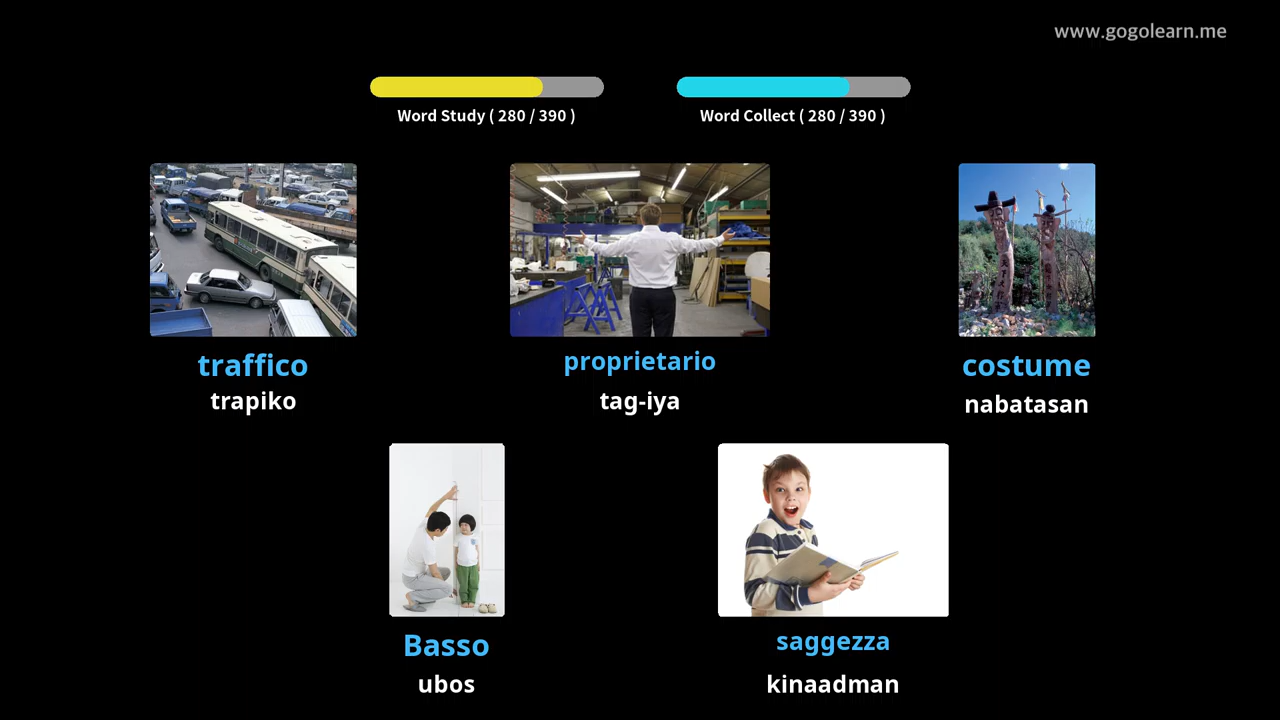 www.gogolearn.me
Word Study ( 280 / 390 )
Word Collect ( 280 / 390 )
traffico
trapiko
proprietario
tag-iya
costume
nabatasan
Basso
ubos
saggezza
kinaadman